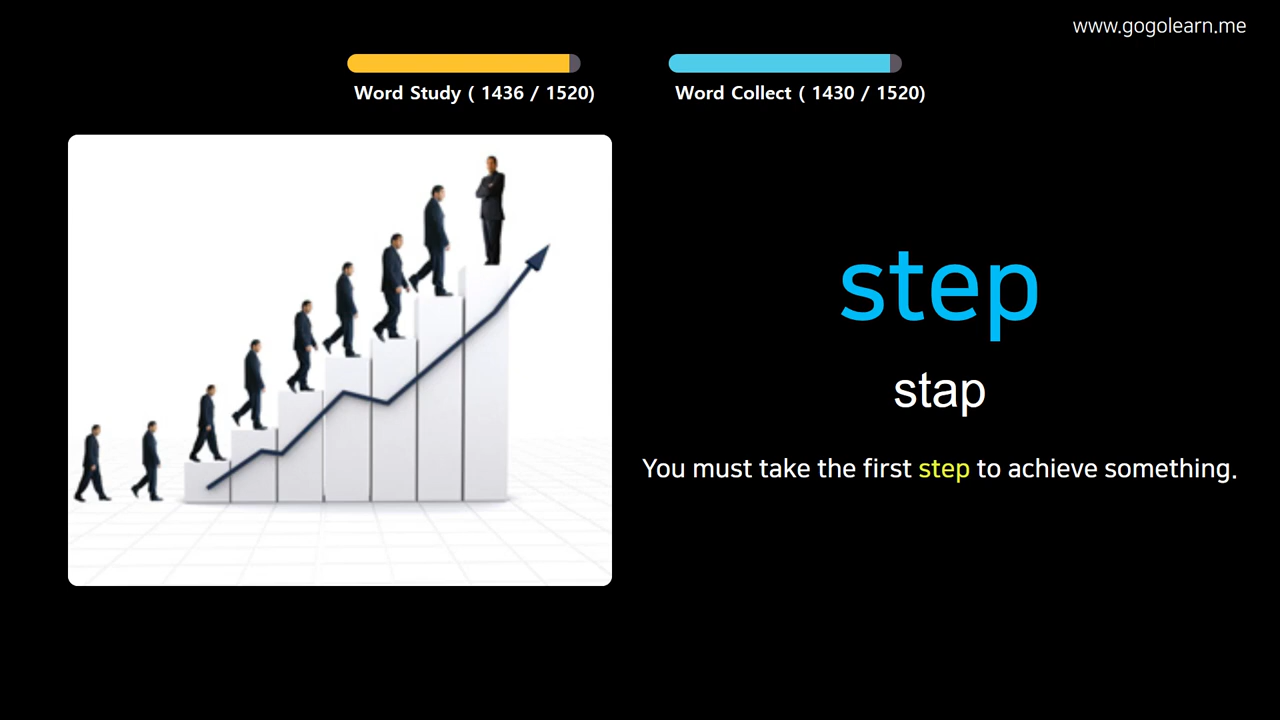 www.gogolearn.me
Word Study ( 1436 / 1520)
Word Collect ( 1430 / 1520)
step
stap
You must take the first step to achieve something.